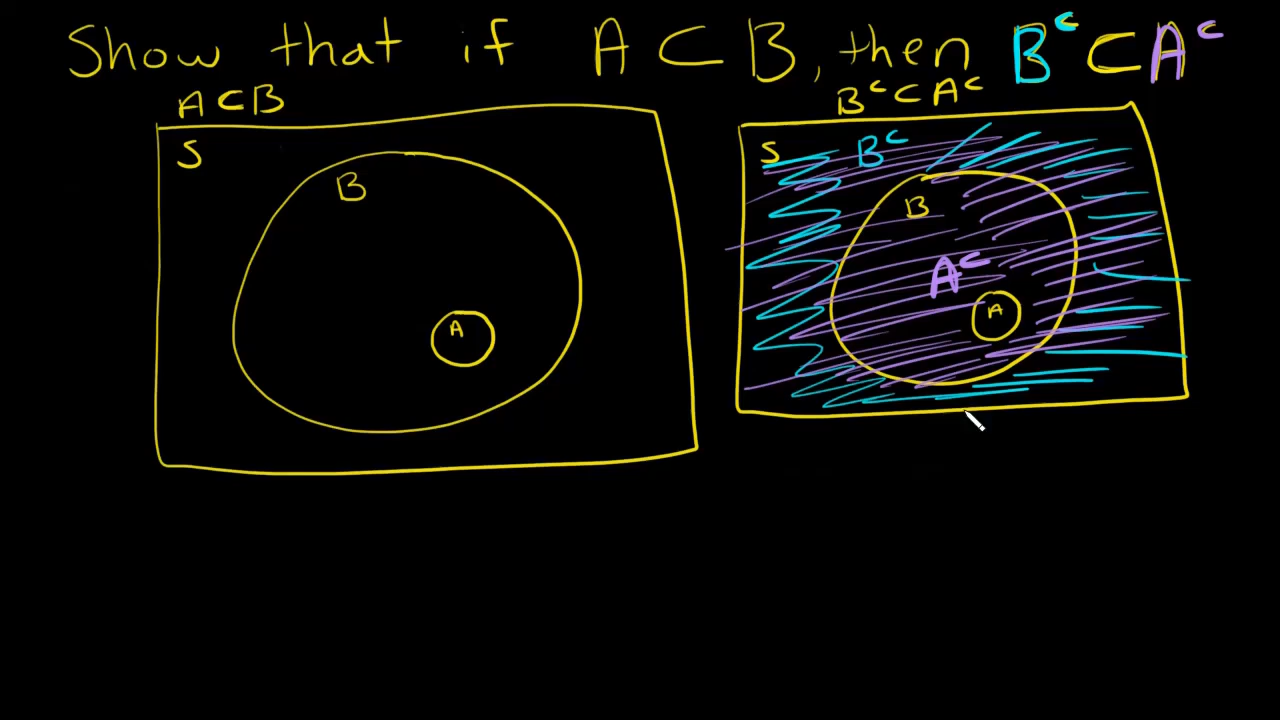 Show that if A ⊂ B, then Bᶜ ⊂ Aᶜ
A ⊂ B
S
B
A
Bᶜ ⊂ Aᶜ
S
Bᶜ
B
Aᶜ
A